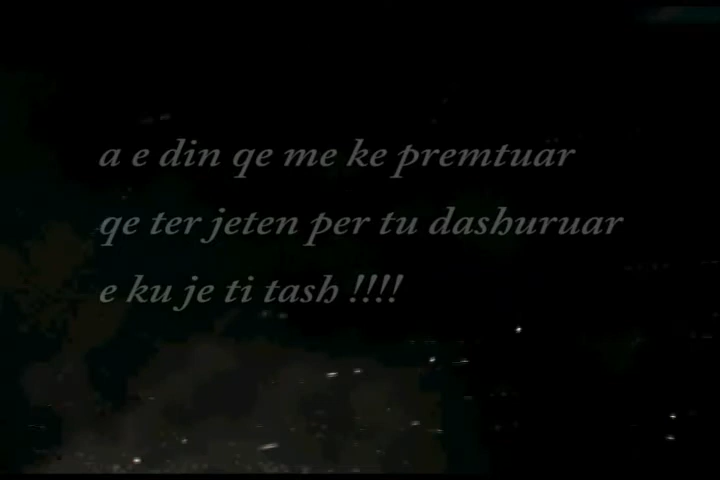 a e din qe me ke premtuar
qe ter jeten per tu dashuruar
e ku je ti tash !!!!